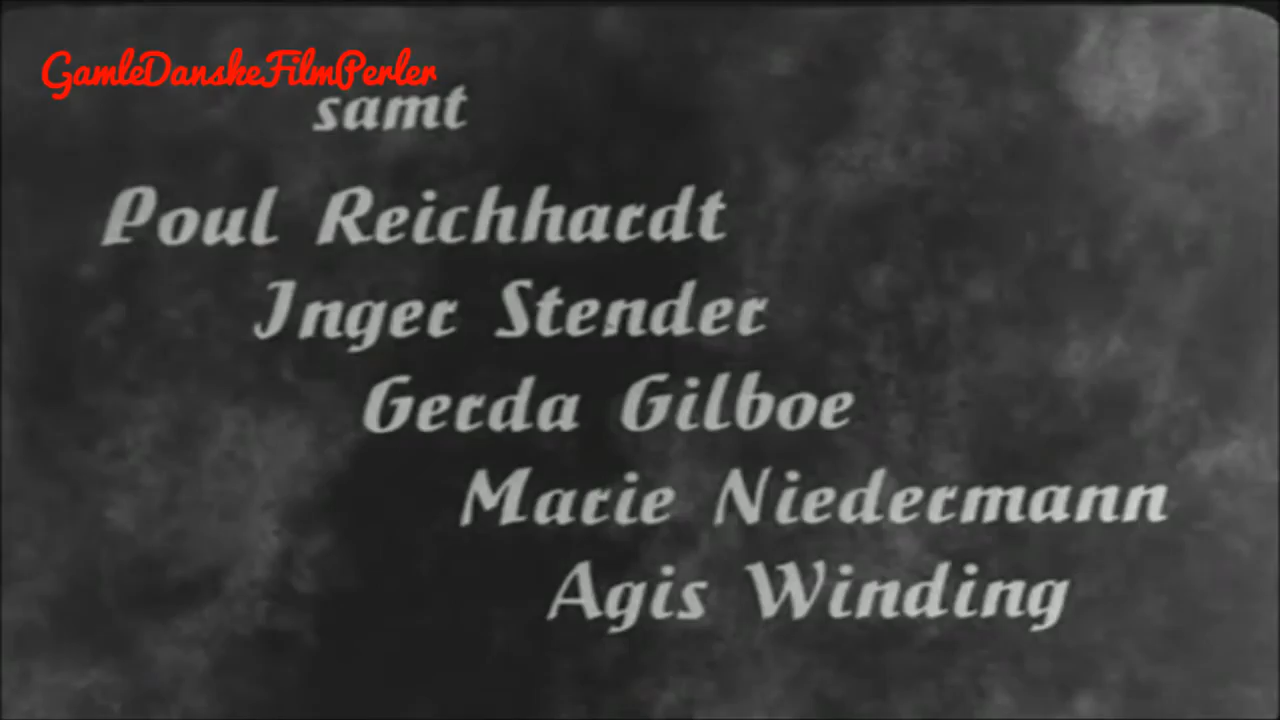 GamleDanskeFilmPerler
samt
Poul Reichhardt
Inger Stender
Gerda Gilboe
Marie Niedermann
Agis Winding